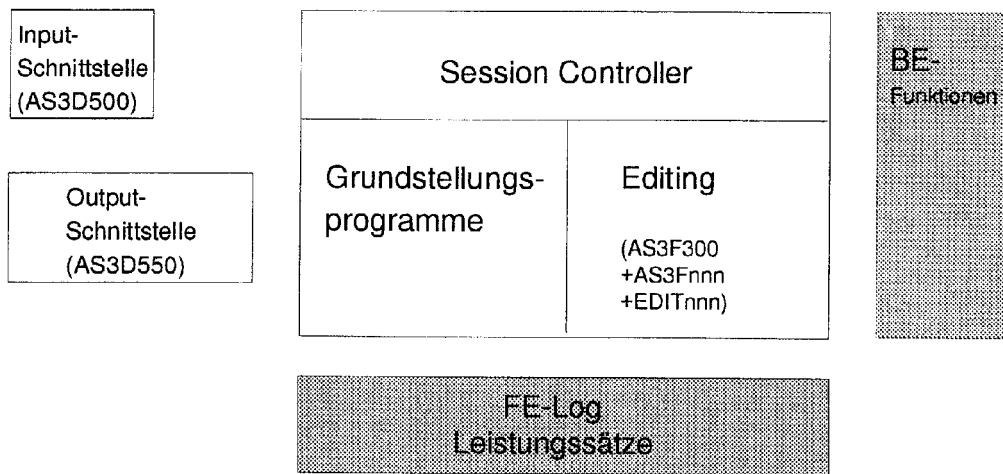 Input-
Schnittstelle
(AS3D500)
Output-
Schnittstelle
(AS3D550)
Session Controller
Grundstellungs-
programme
Editing
(AS3F300
+AS3Fnnn
+EDITnnn)
BE-
Funktionen
FE-Log
Leistungssätze